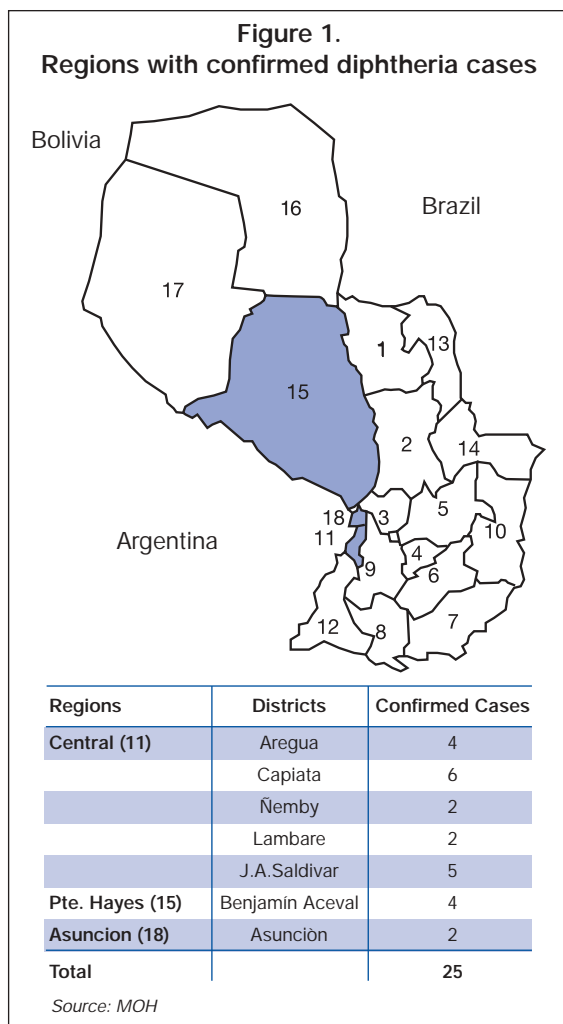 Figure 1.
Regions with confirmed diphtheria cases
Bolivia
Brazil
16
17
1
13
15
2
14
18
3
5
10
11
Argentina
4
9
6
12
8
7
Regions Districts Confirmed Cases
Central (11) Aregua 4
Capiata 6
Ñemby 2
Lambare 2
J.A.Saldivar 5
Pte. Hayes (15) Benjamín Aceval 4
Asuncion (18) Asunciòn 2
Total 25
Source: MOH